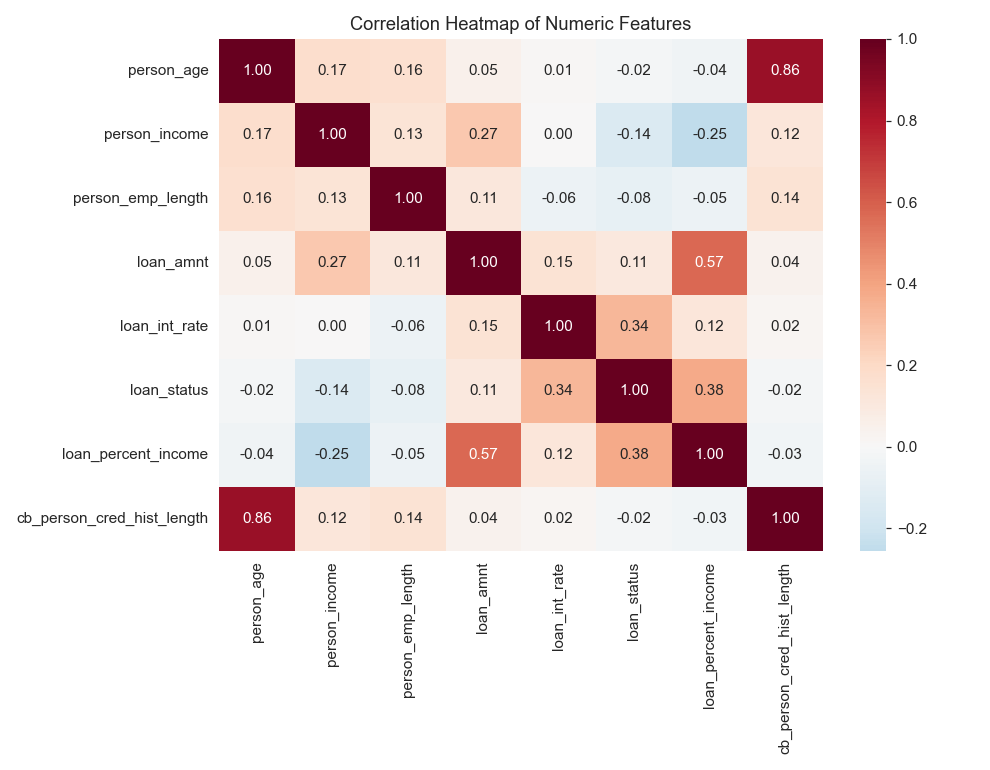 Correlation Heatmap of Numeric Features
person_age 1.00 0.17 0.16 0.05 0.01 -0.02 -0.04 0.86
person_income 0.17 1.00 0.13 0.27 0.00 -0.14 -0.25 0.12
person_emp_length 0.16 0.13 1.00 0.11 -0.06 -0.08 -0.05 0.14
loan_amnt 0.05 0.27 0.11 1.00 0.15 0.11 0.57 0.04
loan_int_rate 0.01 0.00 -0.06 0.15 1.00 0.34 0.12 0.02
loan_status -0.02 -0.14 -0.08 0.11 0.34 1.00 0.38 -0.02
loan_percent_income -0.04 -0.25 -0.05 0.57 0.12 0.38 1.00 -0.03
cb_person_cred_hist_length 0.86 0.12 0.14 0.04 0.02 -0.02 -0.03 1.00
person_age
person_income
person_emp_length
loan_amnt
loan_int_rate
loan_status
loan_percent_income
cb_person_cred_hist_length
1.0
0.8
0.6
0.4
0.2
0.0
−0.2